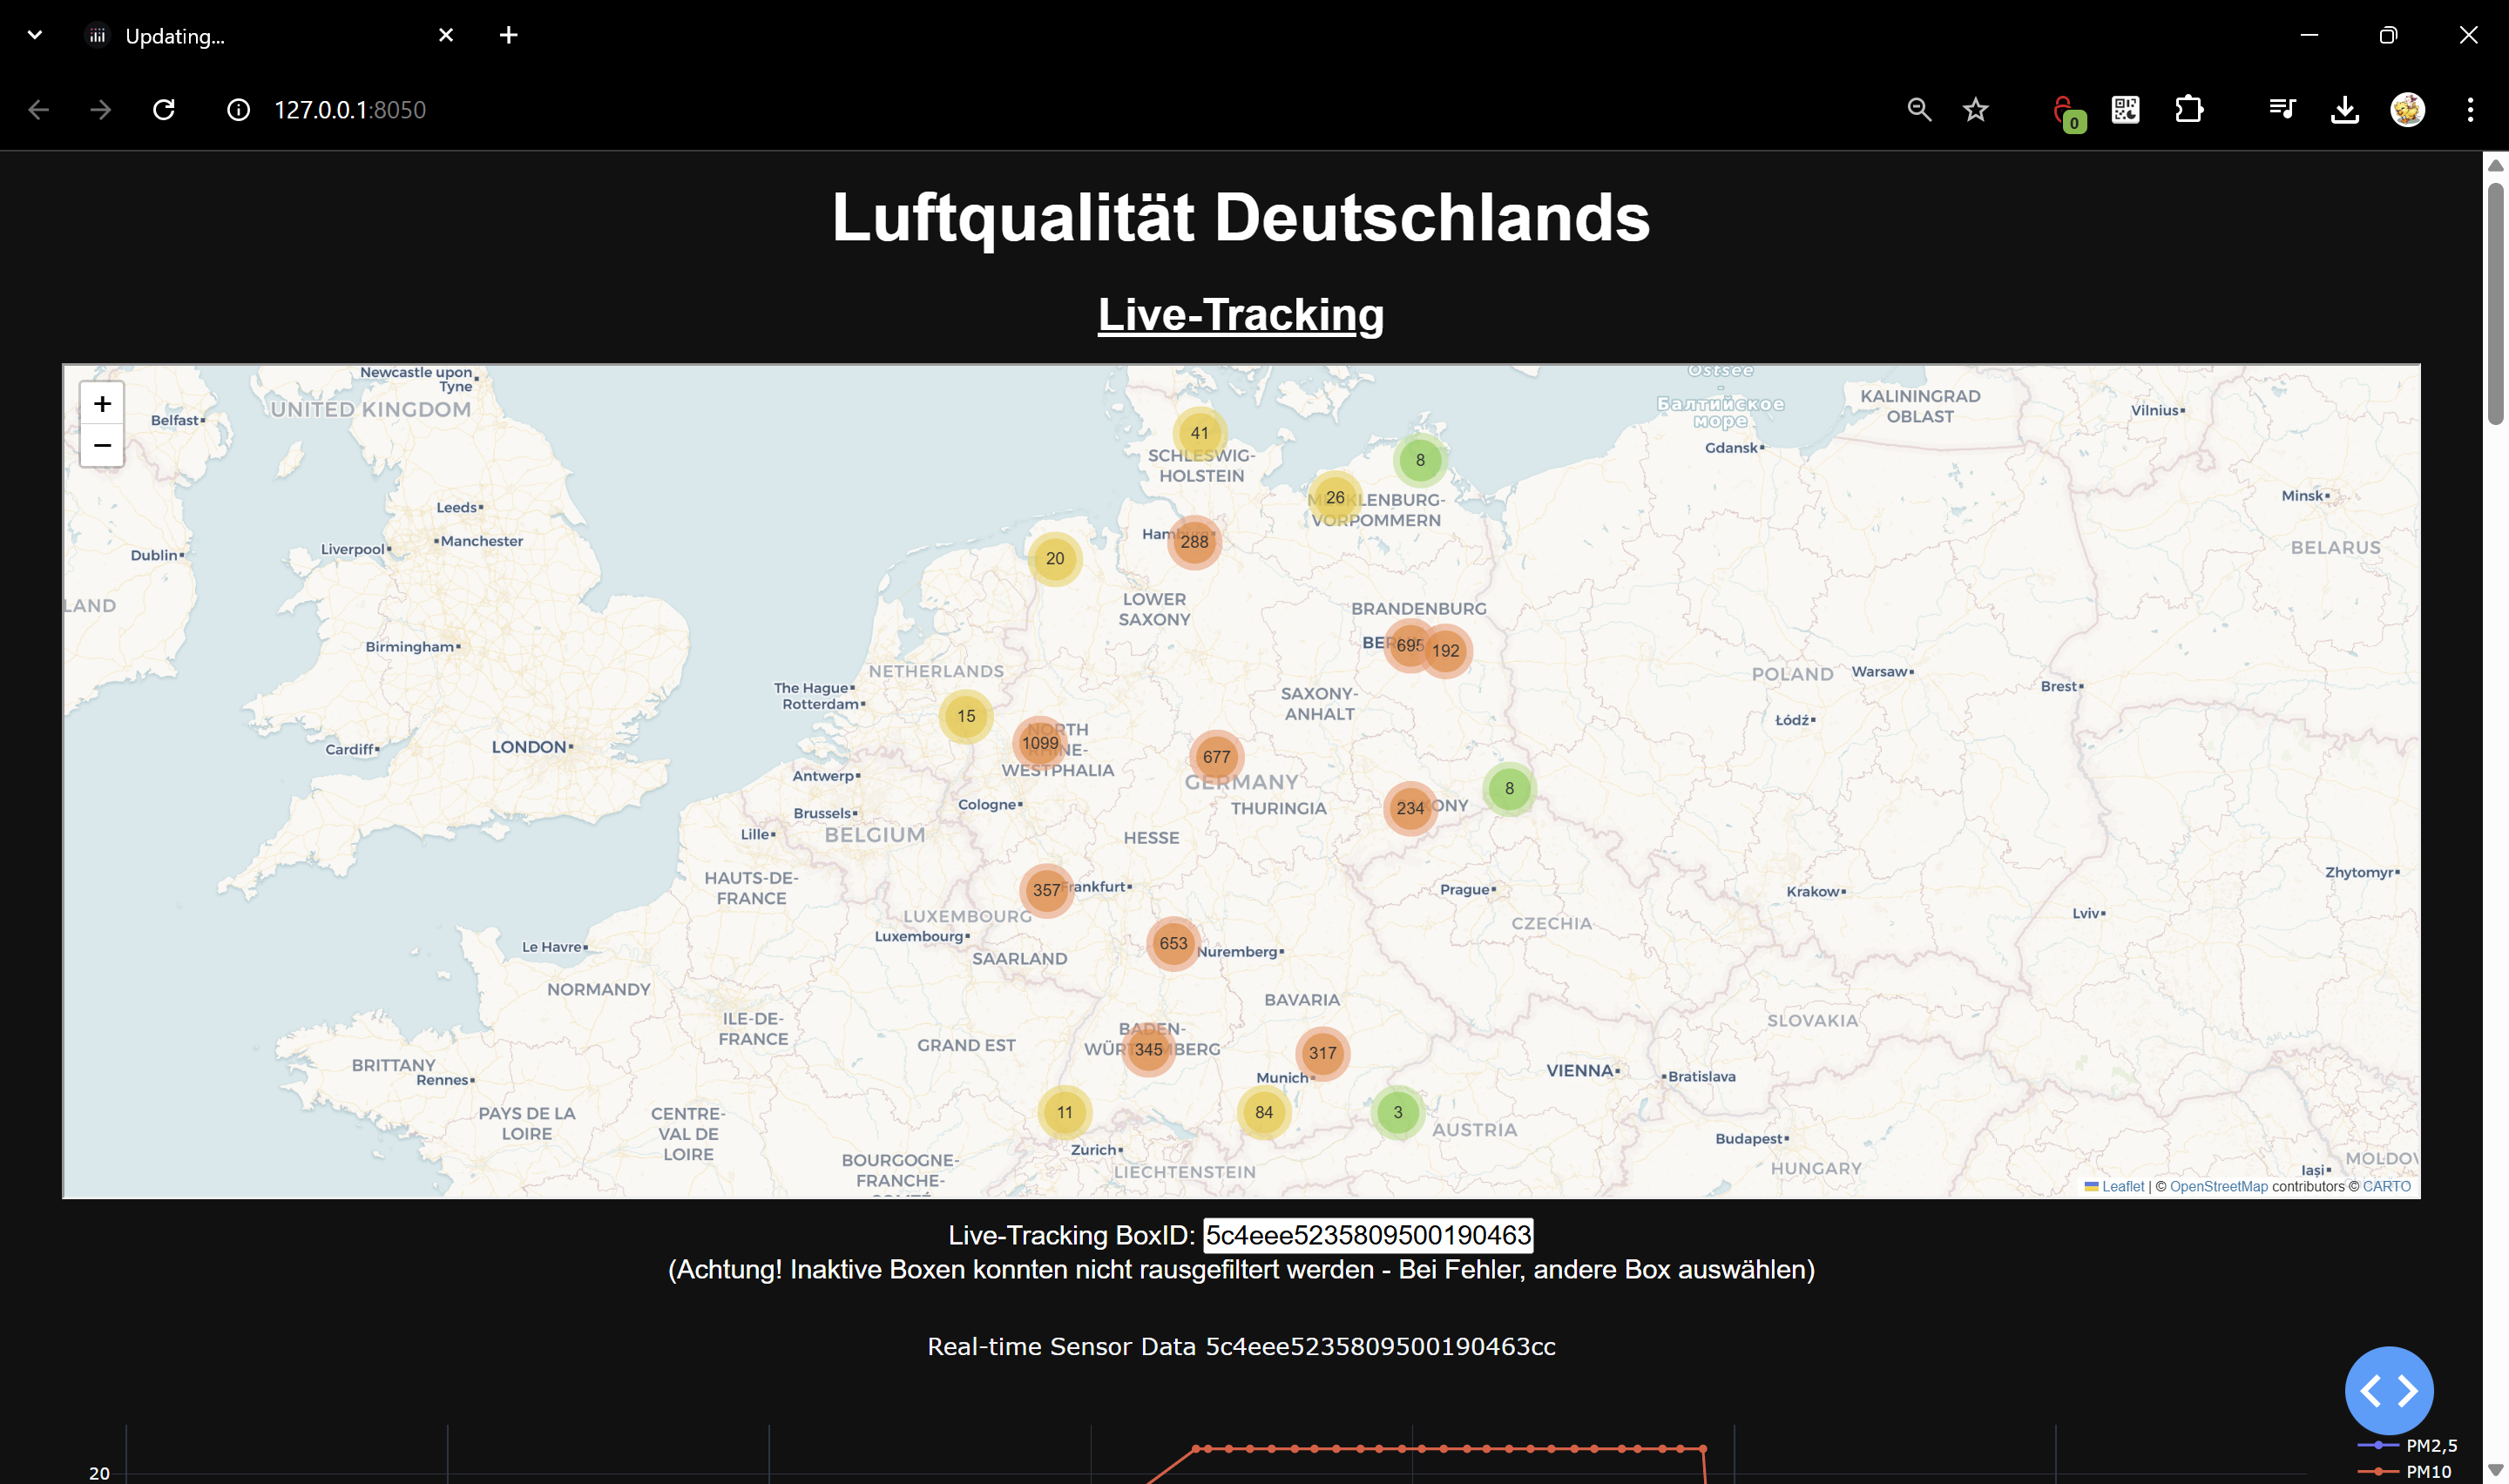 Updating...
127.0.0.1:8050
0
Luftqualität Deutschlands
Live-Tracking
+
−
Newcastle upon
Tyne
UNITED KINGDOM
Belfast
Leeds
Liverpool
Manchester
Dublin
LAND
Birmingham
Cardiff
LONDON
Ostsee
-
Балтийское
море
KALININGRAD
OBLAST
Vilnius
Gdansk
Minsk
BELARUS
41
SCHLESWIG-
HOLSTEIN
8
26
VORPOMMERN
288
20
LOWER
SAXONY
BRANDENBURG
695
192
NETHERLANDS
The Hague
Rotterdam
SAXONY-
ANHALT
POLAND
Warsaw
Brest
Łódź
15
1099
NORTH
WESTPHALIA
677
GERMANY
THURINGIA
Antwerp
Cologne
Brussels
BELGIUM
Lille
HESSE
234
8
HAUTS-DE-
FRANCE
357
Frankfurt
Prague
Krakow
Zhytomyr
LUXEMBOURG
Luxembourg
CZECHIA
Lviv
Le Havre
SAARLAND
653
Nuremberg
NORMANDY
BAVARIA
ILE-DE-
FRANCE
GRAND EST
BADEN-
345
317
SLOVAKIA
BRITTANY
Rennes
Munich
VIENNA
Bratislava
PAYS DE LA
LOIRE
CENTRE-
VAL DE
LOIRE
11
84
3
AUSTRIA
Zurich
Budapest
BOURGOGNE-
FRANCHE-
LIECHTENSTEIN
HUNGARY
Iași
MOLDOV
Leaflet | © OpenStreetMap contributors © CARTO
Live-Tracking BoxID: 5c4eee5235809500190463
(Achtung! Inaktive Boxen konnten nicht rausgefiltert werden - Bei Fehler, andere Box auswählen)
Real-time Sensor Data 5c4eee5235809500190463cc
20
PM2,5
PM10